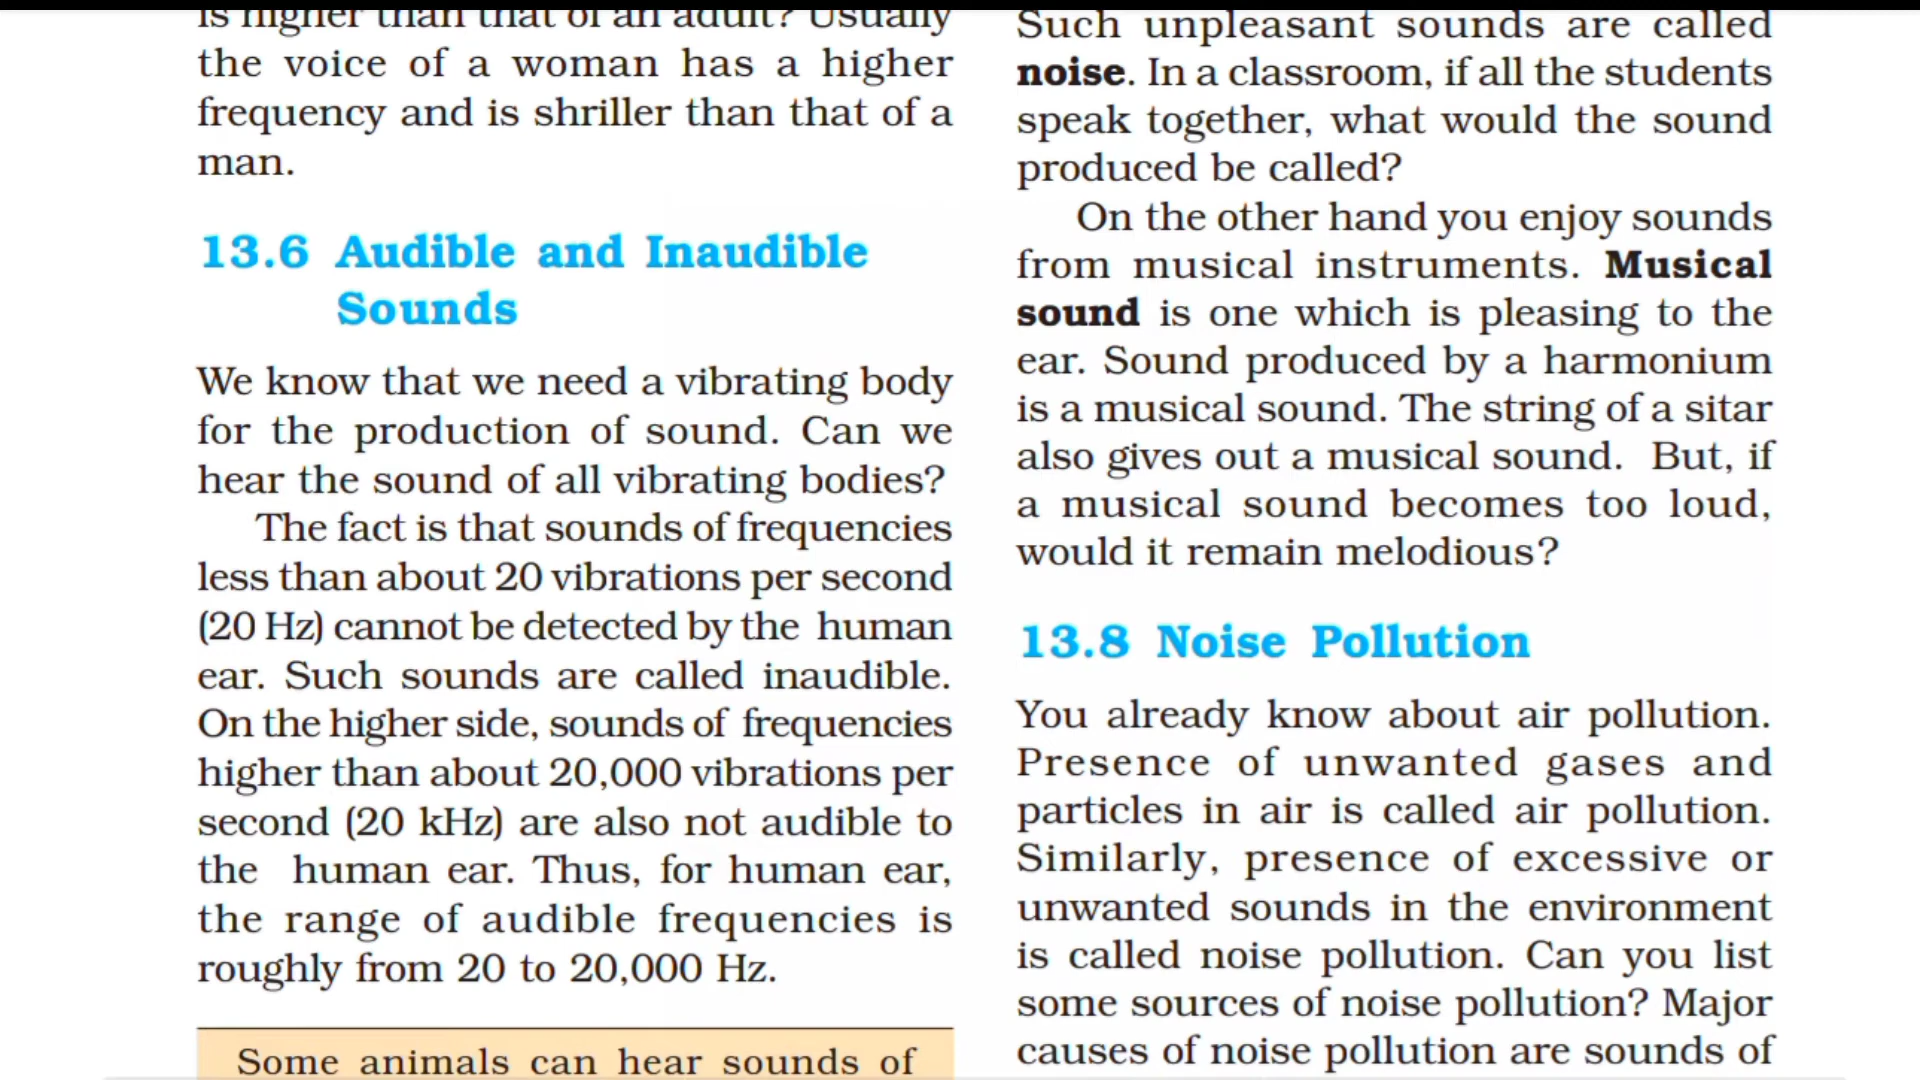 is higher than that of an adult? Usually
the voice of a woman has a higher
frequency and is shriller than that of a
man.
13.6 Audible and Inaudible
Sounds
We know that we need a vibrating body
for the production of sound. Can we
hear the sound of all vibrating bodies?
The fact is that sounds of frequencies
less than about 20 vibrations per second
(20 Hz) cannot be detected by the human
ear. Such sounds are called inaudible.
On the higher side, sounds of frequencies
higher than about 20,000 vibrations per
second (20 kHz) are also not audible to
the human ear. Thus, for human ear,
the range of audible frequencies is
roughly from 20 to 20,000 Hz.
Some animals can hear sounds of
Such unpleasant sounds are called
noise. In a classroom, if all the students
speak together, what would the sound
produced be called?
On the other hand you enjoy sounds
from musical instruments. Musical
sound is one which is pleasing to the
ear. Sound produced by a harmonium
is a musical sound. The string of a sitar
also gives out a musical sound. But, if
a musical sound becomes too loud,
would it remain melodious?
13.8 Noise Pollution
You already know about air pollution.
Presence of unwanted gases and
particles in air is called air pollution.
Similarly, presence of excessive or
unwanted sounds in the environment
is called noise pollution. Can you list
some sources of noise pollution? Major
causes of noise pollution are sounds of